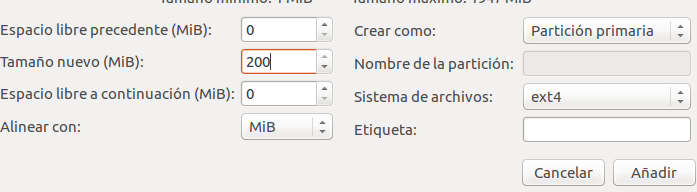 Tamaño mínimo: 1 MiB Tamaño máximo: 1947 MiB
Espacio libre precedente (MiB): 0 Crear como: Partición primaria
Tamaño nuevo (MiB): 200 Nombre de la partición:
Espacio libre a continuación (MiB): 0 Sistema de archivos: ext4
Alinear con: MiB Etiqueta:
Cancelar Añadir